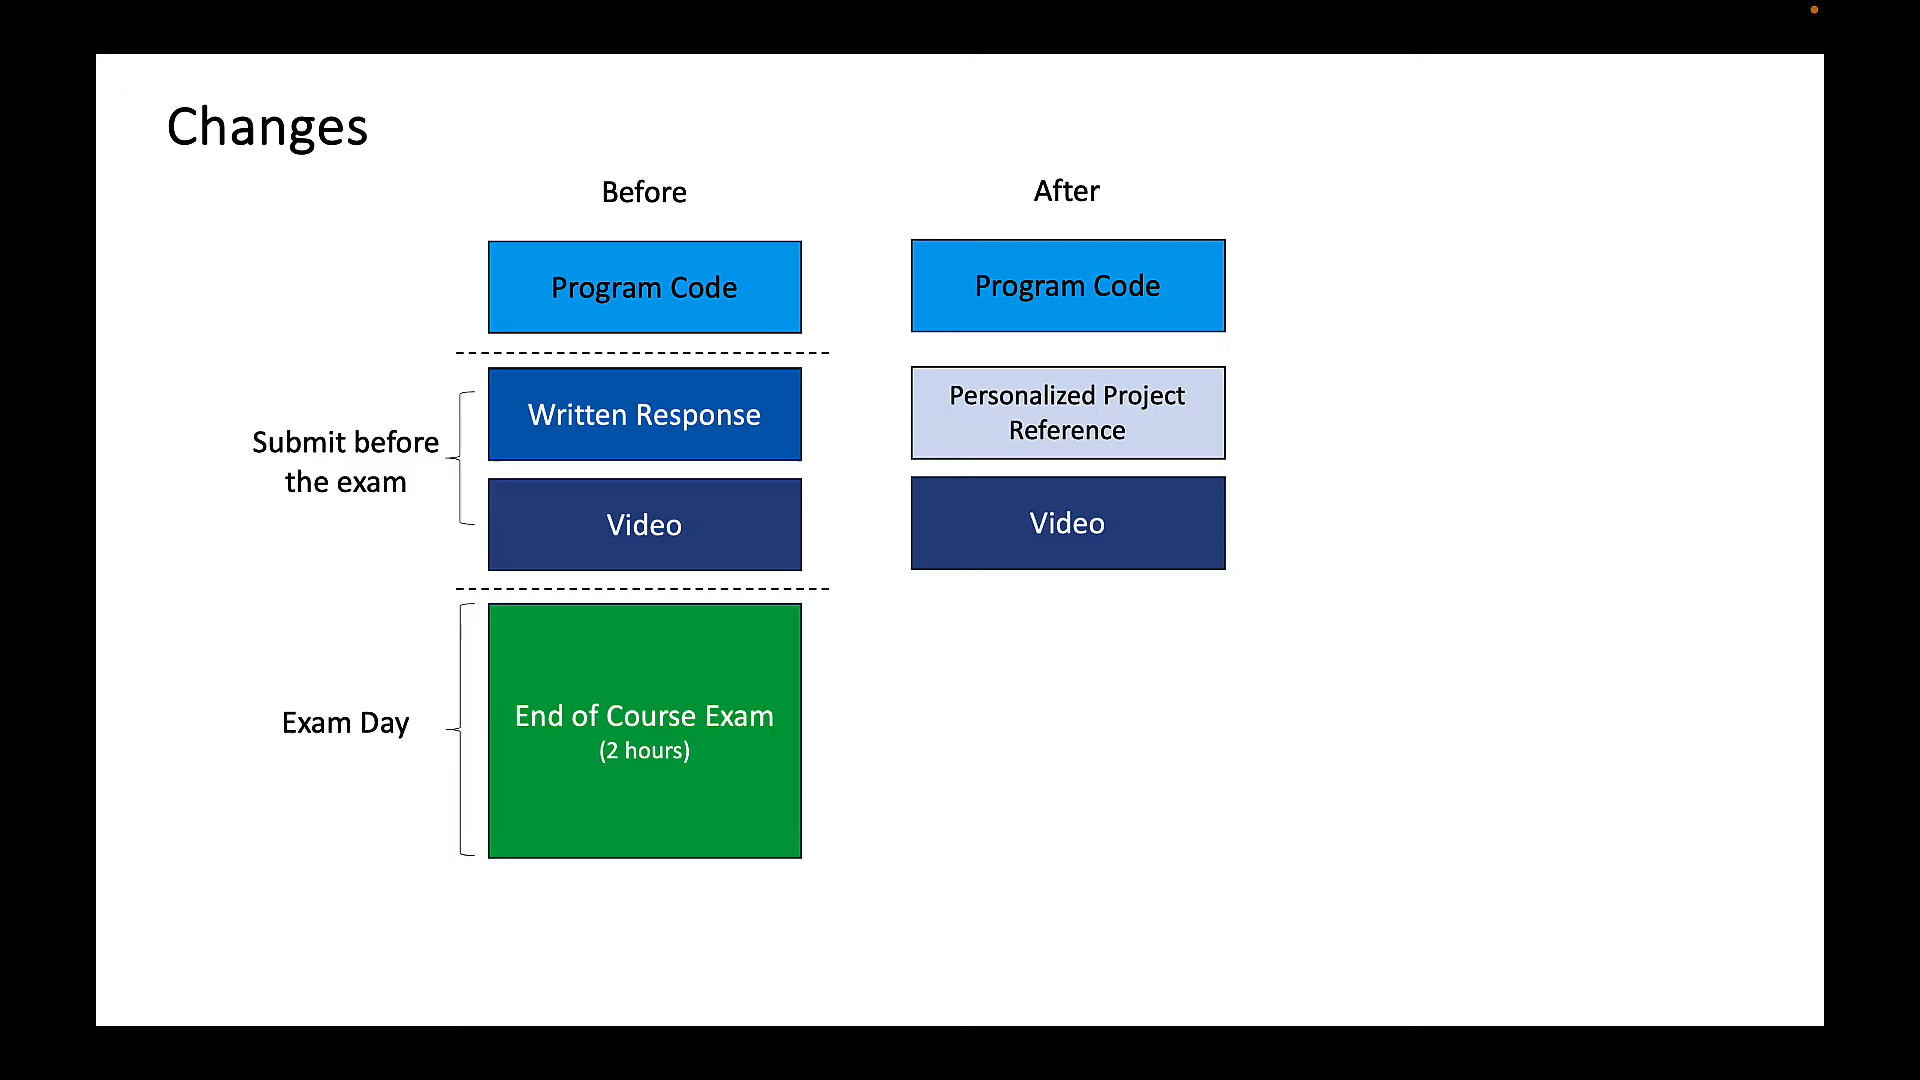 Changes
Before
After
Program Code
Program Code
Submit before
the exam
Written Response
Personalized Project
Reference
Video
Video
Exam Day
End of Course Exam
(2 hours)